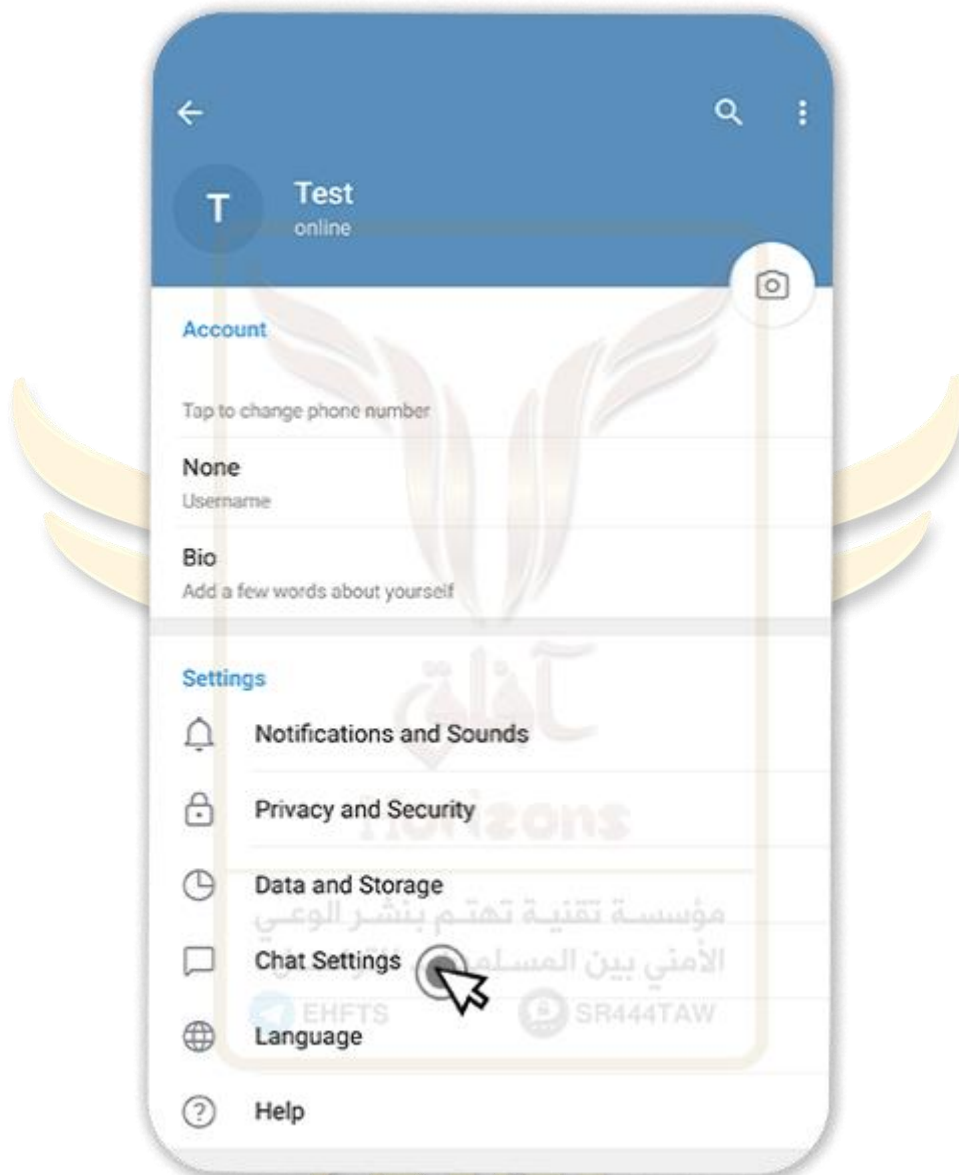 T
Test
online
Account
Tap to change phone number
None
Username
Bio
Add a few words about yourself
Settings
آفاق
Notifications and Sounds
Privacy and Security
Horizons
Data and Storage
مؤسسة تقنية تهتم بنشر الوعي
Chat Settings
الأمني بين
EHFTS
SR444TAW
Language
Help